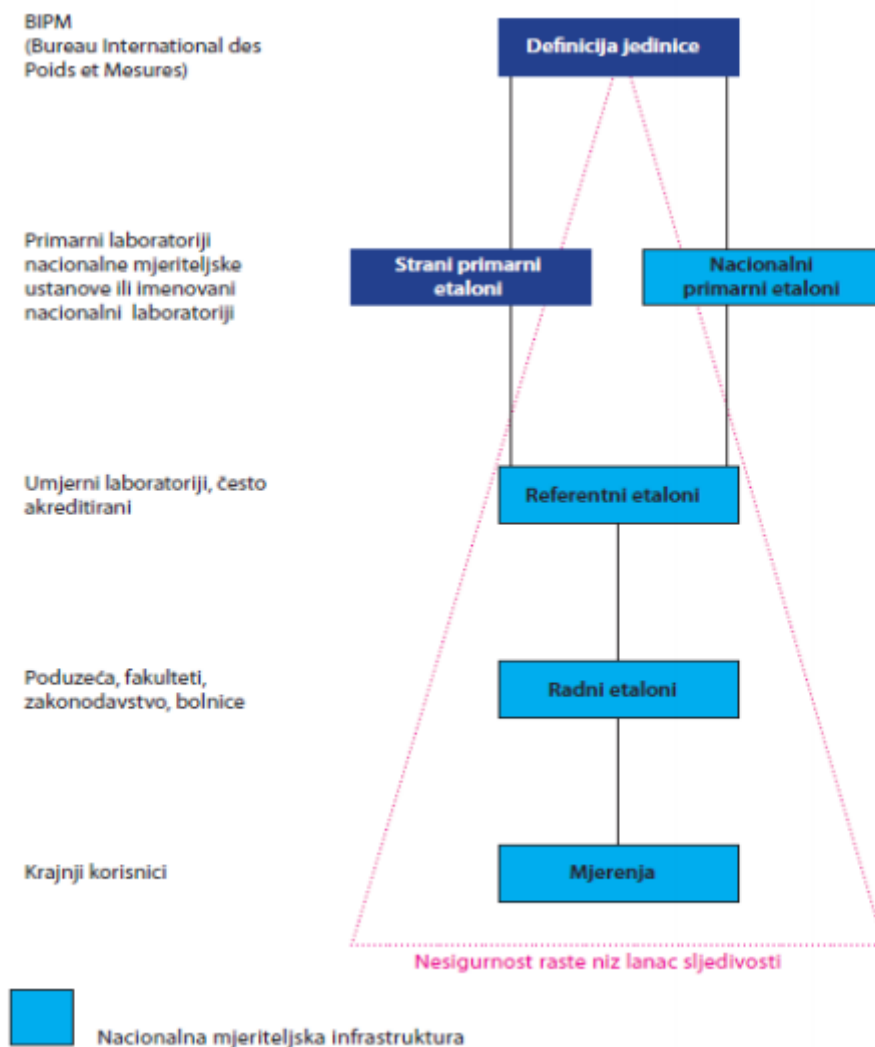 BIPM
(Bureau International des
Poids et Mesures)
Definicija jedinice
Primarni laboratoriji
nacionalne mjeriteljske
ustanove ili imenovani
nacionalni laboratoriji
Strani primarni
etaloni
Nacionalni
primarni etaloni
Umjerni laboratoriji, često
akreditirani
Referentni etaloni
Poduzeća, fakulteti,
zakonodavstvo, bolnice
Radni etaloni
Krajnji korisnici
Mjerenja
Nesigurnost raste niz lanac sljedivosti
Nacionalna mjeriteljska infrastruktura